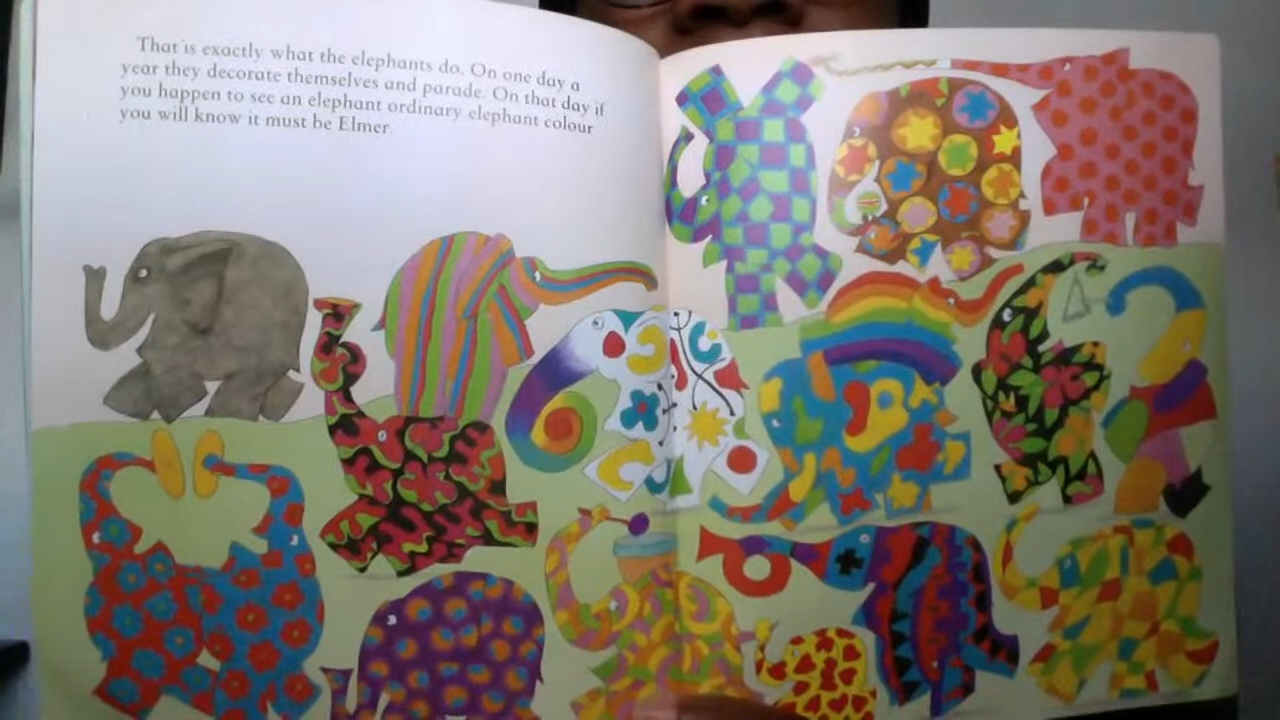 That is exactly what the elephants do. On one day a
year they decorate themselves and parade. On that day if
you happen to see an elephant ordinary elephant colour
you will know it must be Elmer.